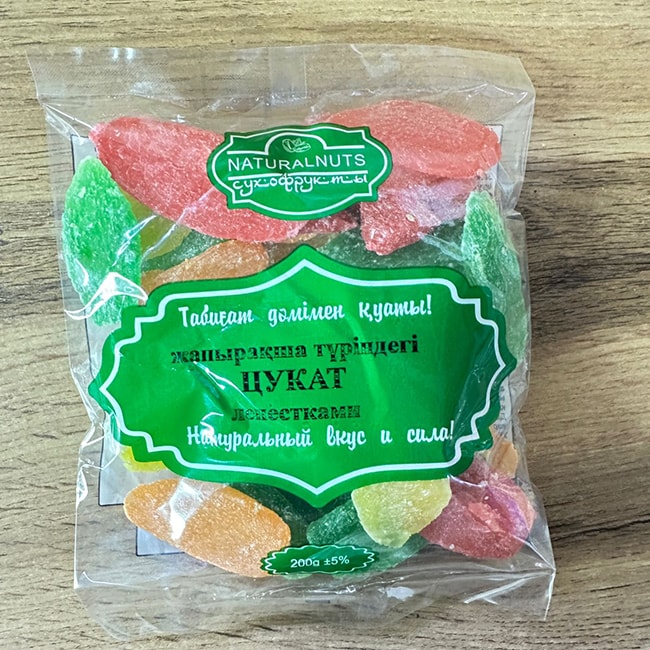 NATURALNUTS
сухофрукты
Табиғат дәмімен қуаты!
жапырақша түріндегі
ЦУКАТ
лепестками
Натуральный вкус и сила!
200g ±5%